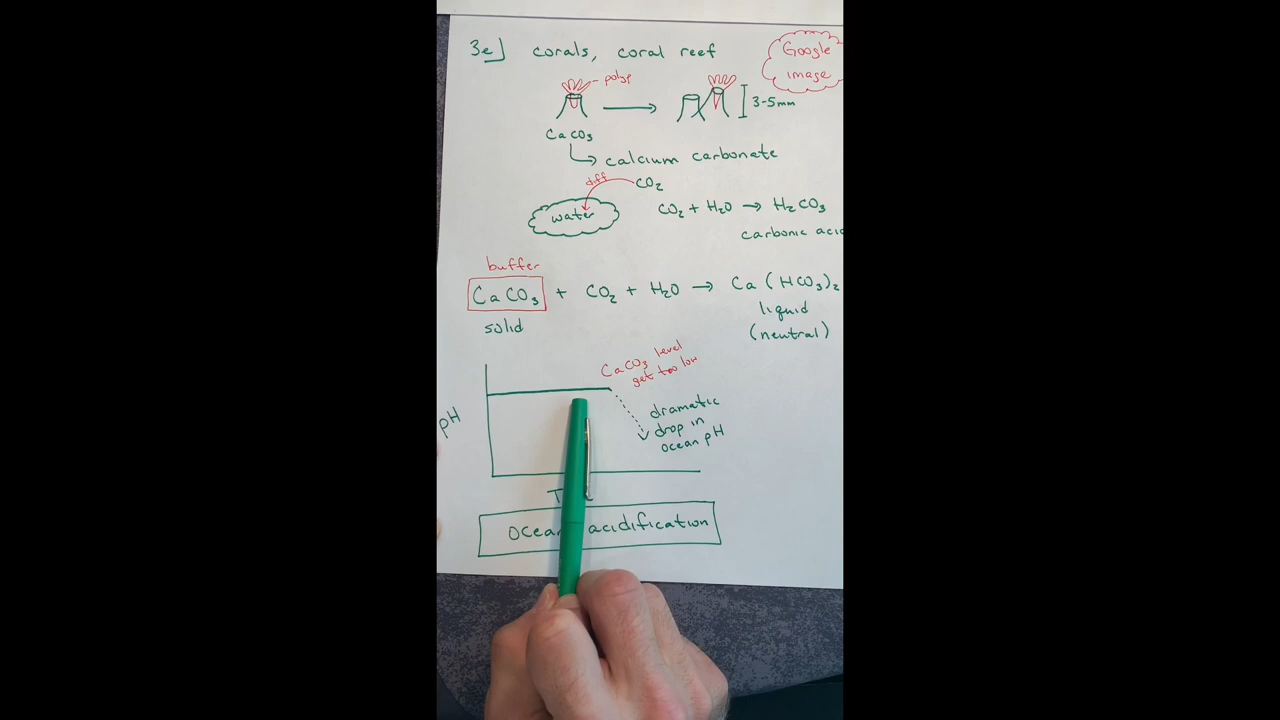 3e] corals, coral reef
Google
image
polyp
3-5mm
CaCO₃
calcium carbonate
diff
CO₂
water
CO₂ + H₂O → H₂CO₃
carbonic acid
buffer
CaCO₃ + CO₂ + H₂O → Ca(HCO₃)₂
solid
liquid
(neutral)
CaCO₃ level
get too low
pH
dramatic
drop in
ocean pH
acidification